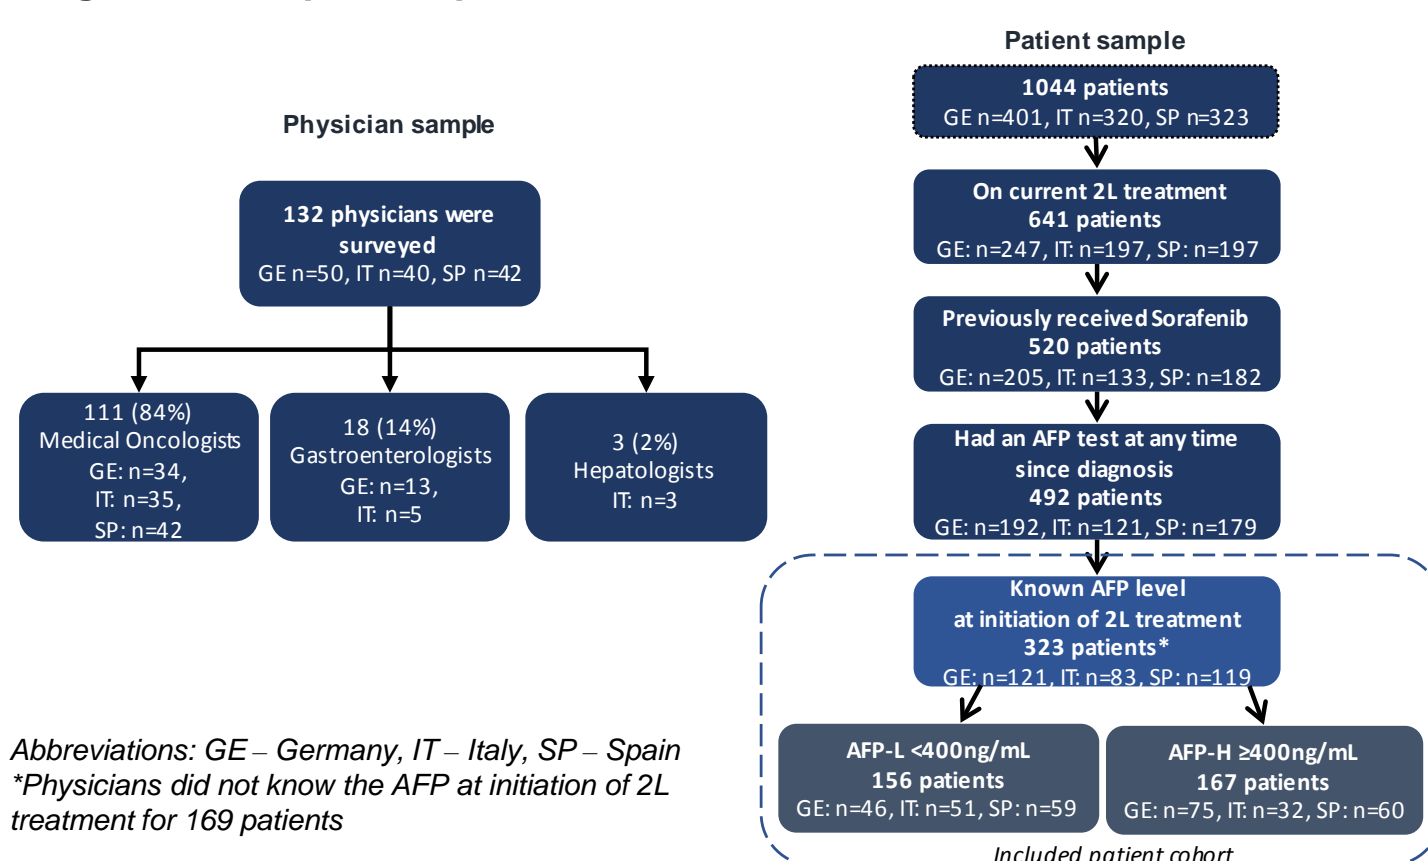 Physician sample
132 physicians were
surveyed
GE n=50, IT n=40, SP n=42
111 (84%)
Medical Oncologists
GE: n=34,
IT: n=35,
SP: n=42
18 (14%)
Gastroenterologists
GE: n=13,
IT: n=5
3 (2%)
Hepatologists
IT: n=3
Patient sample
1044 patients
GE n=401, IT n=320, SP n=323
On current 2L treatment
641 patients
GE: n=247, IT: n=197, SP: n=197
Previously received Sorafenib
520 patients
GE: n=205, IT: n=133, SP: n=182
Had an AFP test at any time
since diagnosis
492 patients
GE: n=192, IT: n=121, SP: n=179
Known AFP level
at initiation of 2L treatment
323 patients*
GE: n=121, IT: n=83, SP: n=119
AFP-L <400ng/mL
156 patients
GE: n=46, IT: n=51, SP: n=59
AFP-H ≥400ng/mL
167 patients
GE: n=75, IT: n=32, SP: n=60
Included patient cohort
Abbreviations: GE – Germany, IT – Italy, SP – Spain
*Physicians did not know the AFP at initiation of 2L
treatment for 169 patients